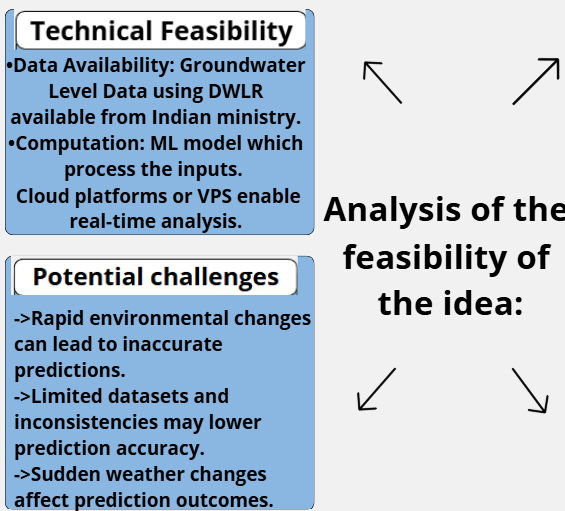 Technical Feasibility
•Data Availability: Groundwater
Level Data using DWLR
available from Indian ministry.
•Computation: ML model which
process the inputs.
Cloud platforms or VPS enable
real-time analysis.
Analysis of the
feasibility of
the idea:
Potential challenges
->Rapid environmental changes
can lead to inaccurate
predictions.
->Limited datasets and
inconsistencies may lower
prediction accuracy.
->Sudden weather changes
affect prediction outcomes.